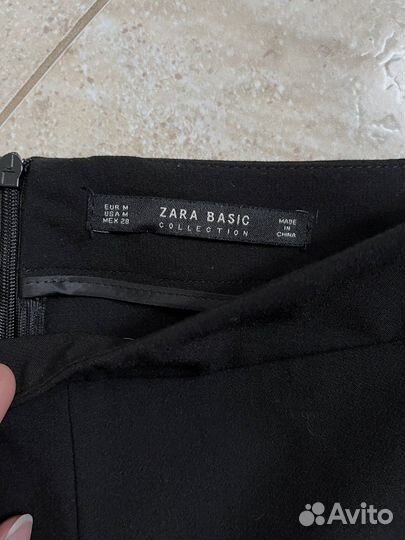 EUR M
USA M
MEX 28
ZARA BASIC
COLLECTION
MADE
IN
CHINA
Avito